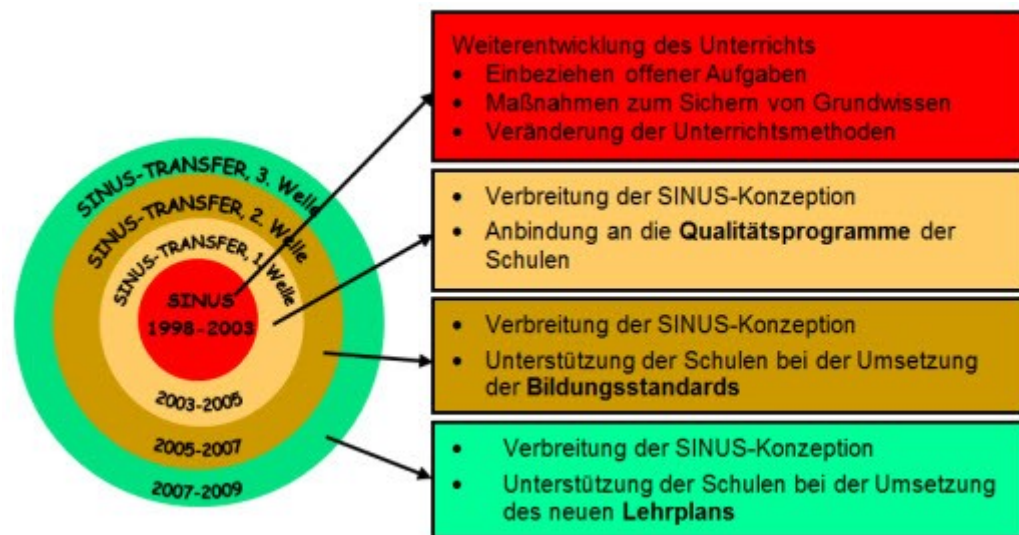 SINUS-TRANSFER, 3. Welle
SINUS-TRANSFER, 2. Welle
SINUS-TRANSFER, 1. Welle
SINUS
1998-2003
2003-2005
2005-2007
2007-2009
Weiterentwicklung des Unterrichts
• Einbeziehen offener Aufgaben
• Maßnahmen zum Sichern von Grundwissen
• Veränderung der Unterrichtsmethoden
• Verbreitung der SINUS-Konzeption
• Anbindung an die Qualitätsprogramme der
Schulen
• Verbreitung der SINUS-Konzeption
• Unterstützung der Schulen bei der Umsetzung
der Bildungsstandards
• Verbreitung der SINUS-Konzeption
• Unterstützung der Schulen bei der Umsetzung
des neuen Lehrplans